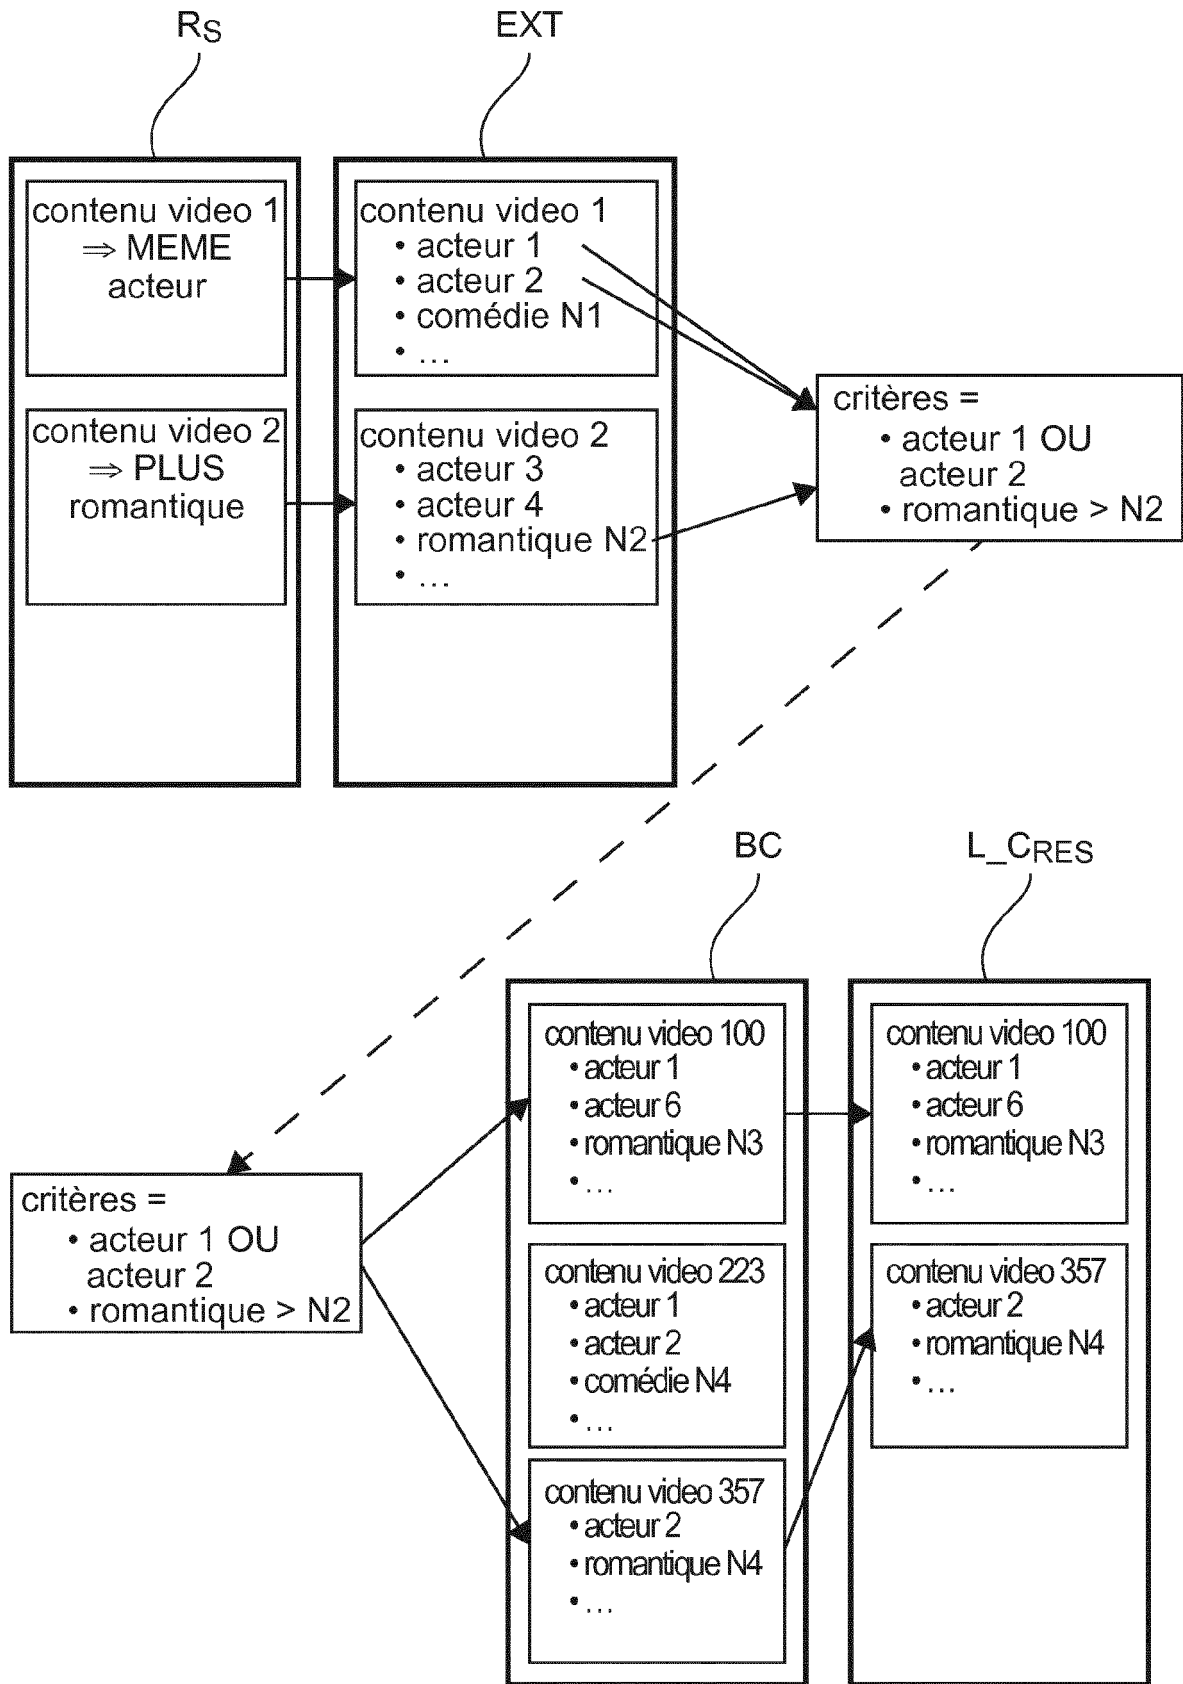 RS
EXT
contenu video 1
⇒ MEME
acteur
contenu video 2
⇒ PLUS
romantique
contenu video 1
• acteur 1
• acteur 2
• comédie N1
• ...
contenu video 2
• acteur 3
• acteur 4
• romantique N2
• ...
critères =
• acteur 1 OU
acteur 2
• romantique > N2
BC
L_CRES
critères =
• acteur 1 OU
acteur 2
• romantique > N2
contenu video 100
• acteur 1
• acteur 6
• romantique N3
• ...
contenu video 223
• acteur 1
• acteur 2
• comédie N4
• ...
contenu video 357
• acteur 2
• romantique N4
• ...
contenu video 100
• acteur 1
• acteur 6
• romantique N3
• ...
contenu video 357
• acteur 2
• romantique N4
• ...